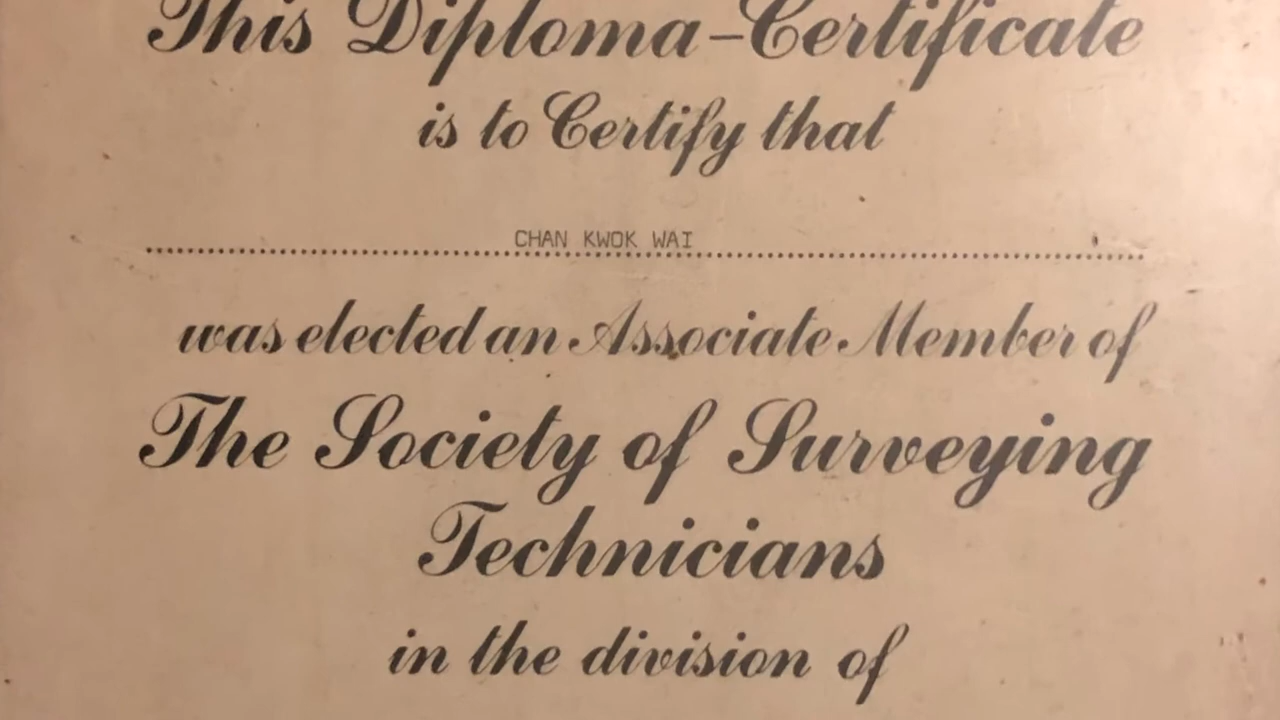 This Diploma-Certificate
is to Certify that
CHAN KWOK WAI
was elected an Associate Member of
The Society of Surveying
Technicians
in the division of